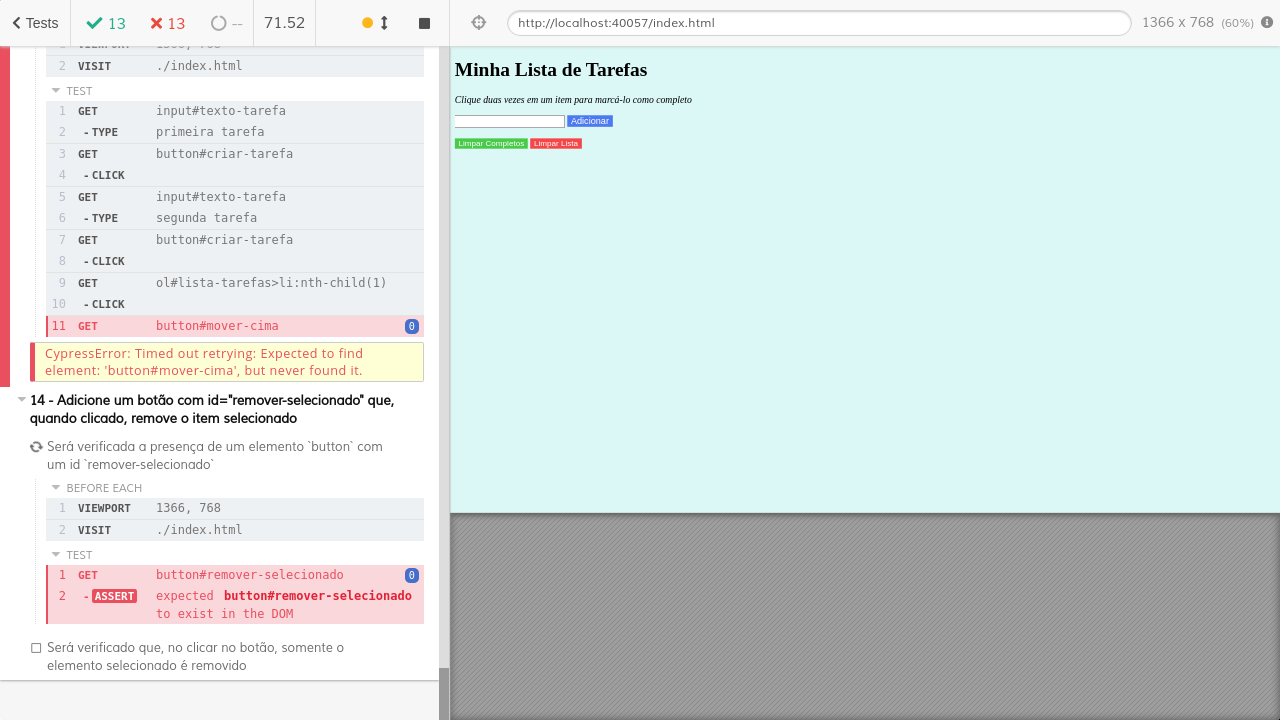 Tests
13
13
--
71.52
http://localhost:40057/index.html
1366 x 768 (60%)
1 VIEWPORT 1366, 768
2 VISIT ./index.html
TEST
1 GET input#texto-tarefa
2 - TYPE primeira tarefa
3 GET button#criar-tarefa
4 - CLICK
5 GET input#texto-tarefa
6 - TYPE segunda tarefa
7 GET button#criar-tarefa
8 - CLICK
9 GET ol#lista-tarefas>li:nth-child(1)
10 - CLICK
11 GET button#mover-cima 0
CypressError: Timed out retrying: Expected to find
element: 'button#mover-cima', but never found it.
14 - Adicione um botão com id="remover-selecionado" que,
quando clicado, remove o item selecionado
Será verificada a presença de um elemento `button` com
um id `remover-selecionado`
BEFORE EACH
1 VIEWPORT 1366, 768
2 VISIT ./index.html
TEST
1 GET button#remover-selecionado 0
2 - ASSERT expected button#remover-selecionado
to exist in the DOM
Será verificado que, no clicar no botão, somente o
elemento selecionado é removido
Minha Lista de Tarefas
Clique duas vezes em um item para marcá-lo como completo
Adicionar
Limpar Completos Limpar Lista